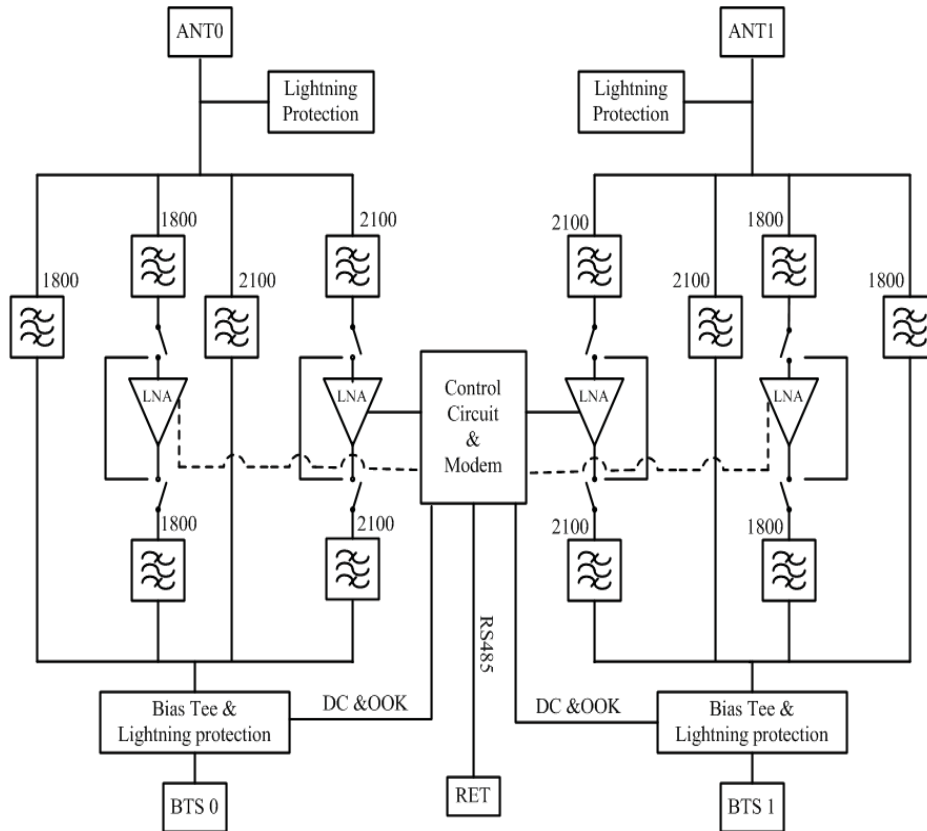 ANT0
ANT1
Lightning
Protection
Lightning
Protection
1800
2100
2100
1800
1800
2100
2100
1800
LNA
LNA
Control
Circuit
&
Modem
LNA
LNA
1800
2100
2100
1800
RS485
DC &OOK
DC &OOK
Bias Tee &
Lightning protection
Bias Tee &
Lightning protection
BTS 0
RET
BTS 1